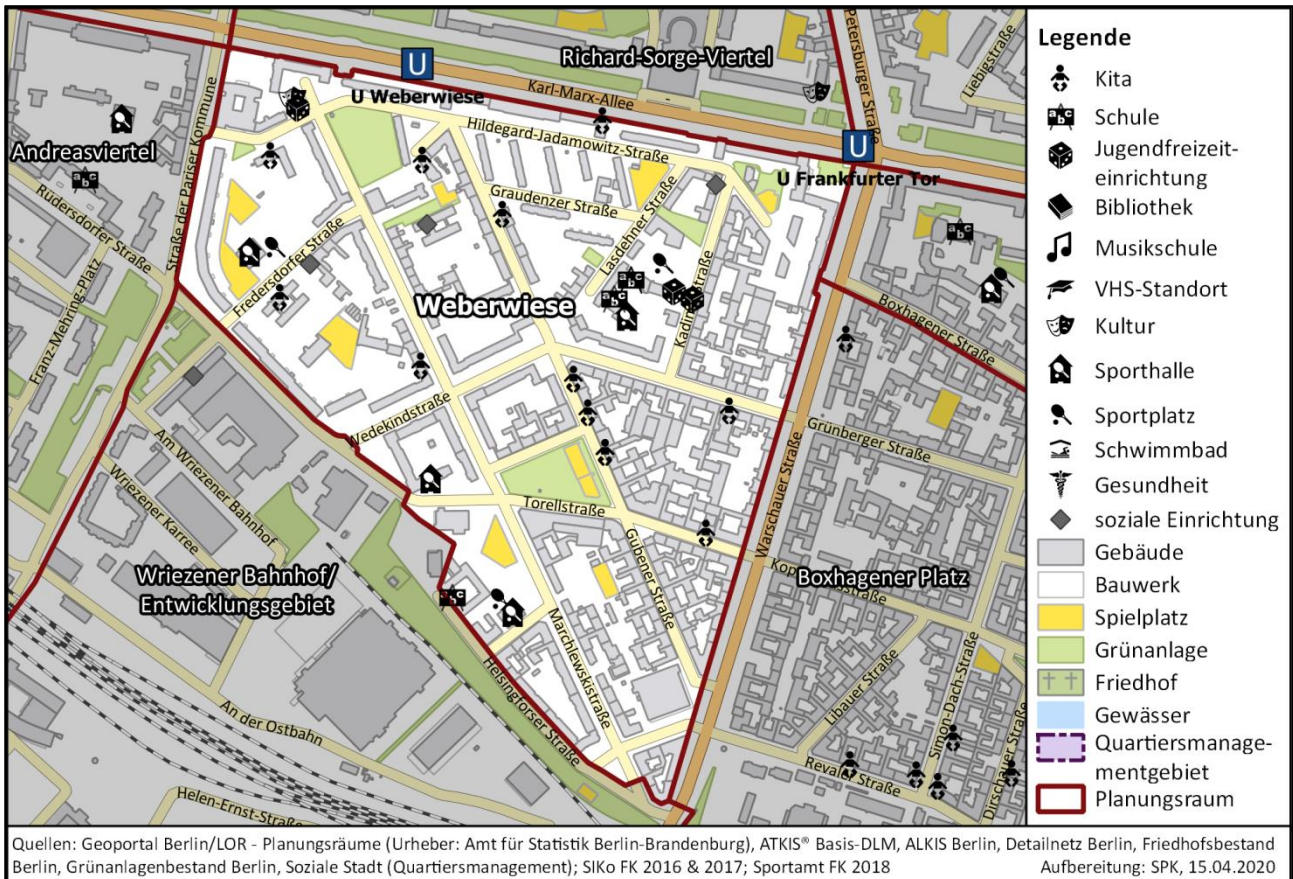 Richard-Sorge-Viertel
U
U Weberwiese
Karl-Marx-Allee
Petersburger Straße
Liebigstraße
Andreasviertel
Straße der Pariser Kommune
Hildegard-Jadamowitz-Straße
U
U Frankfurter Tor
Rüdersdorfer Straße
Graudenzer Straße
Lasdehner Straße
Fredersdorfer Straße
Franz-Mehring-Platz
Weberwiese
Boxhagener Straße
Wedekindstraße
Grünberger Straße
Am Wriezener Bahnhof
Wriezener Karree
Torellstraße
Warschauer Straße
Wriezener Bahnhof/
Entwicklungsgebiet
Gubener Straße
Boxhagener Platz
Marchlewskistraße
Helsingforser Straße
Libauer Straße
Simon-Dach-Straße
An der Ostbahn
Revaler Straße
Dirschauer Straße
Helen-Ernst-Straße
Legende
Kita
abc Schule
Jugendfreizeit-
einrichtung
Bibliothek
Musikschule
VHS-Standort
Kultur
Sporthalle
Sportplatz
Schwimmbad
Gesundheit
soziale Einrichtung
Gebäude
Bauwerk
Spielplatz
Grünanlage
Friedhof
Gewässer
Quartiersmanage-
mentgebiet
Planungsraum
Quellen: Geoportal Berlin/LOR - Planungsräume (Urheber: Amt für Statistik Berlin-Brandenburg), ATKIS® Basis-DLM, ALKIS Berlin, Detailnetz Berlin, Friedhofsbestand
Berlin, Grünanlagenbestand Berlin, Soziale Stadt (Quartiersmanagement); SIKo FK 2016 & 2017; Sportamt FK 2018
Aufbereitung: SPK, 15.04.2020